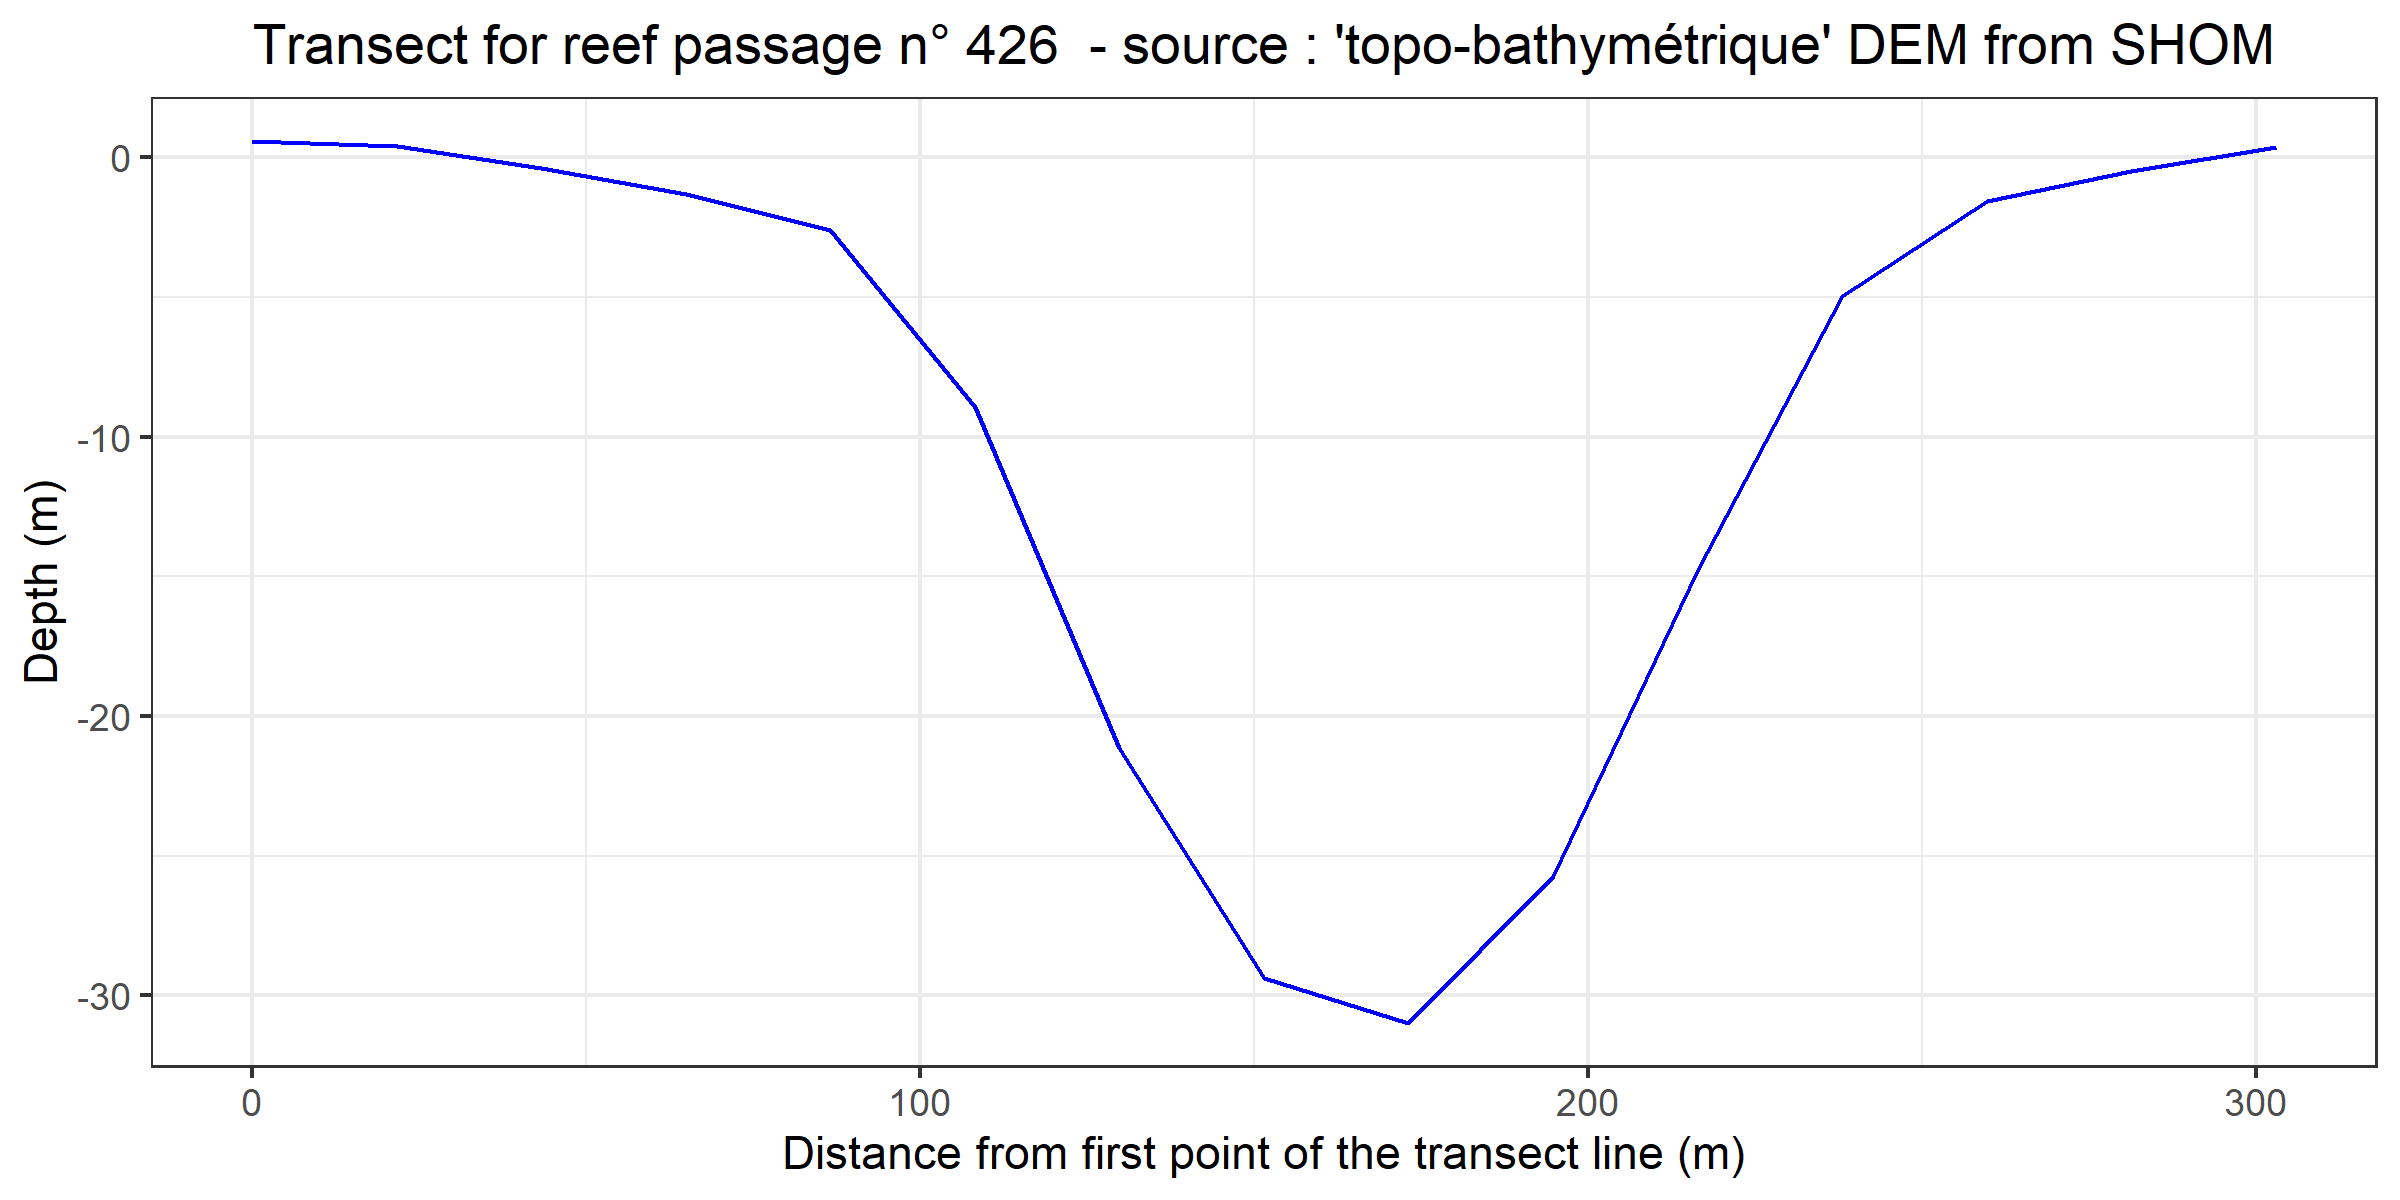 Transect for reef passage n° 426  - source : 'topo-bathymétrique' DEM from SHOM
Depth (m)
0
-10
-20
-30
0 100 200 300
Distance from first point of the transect line (m)